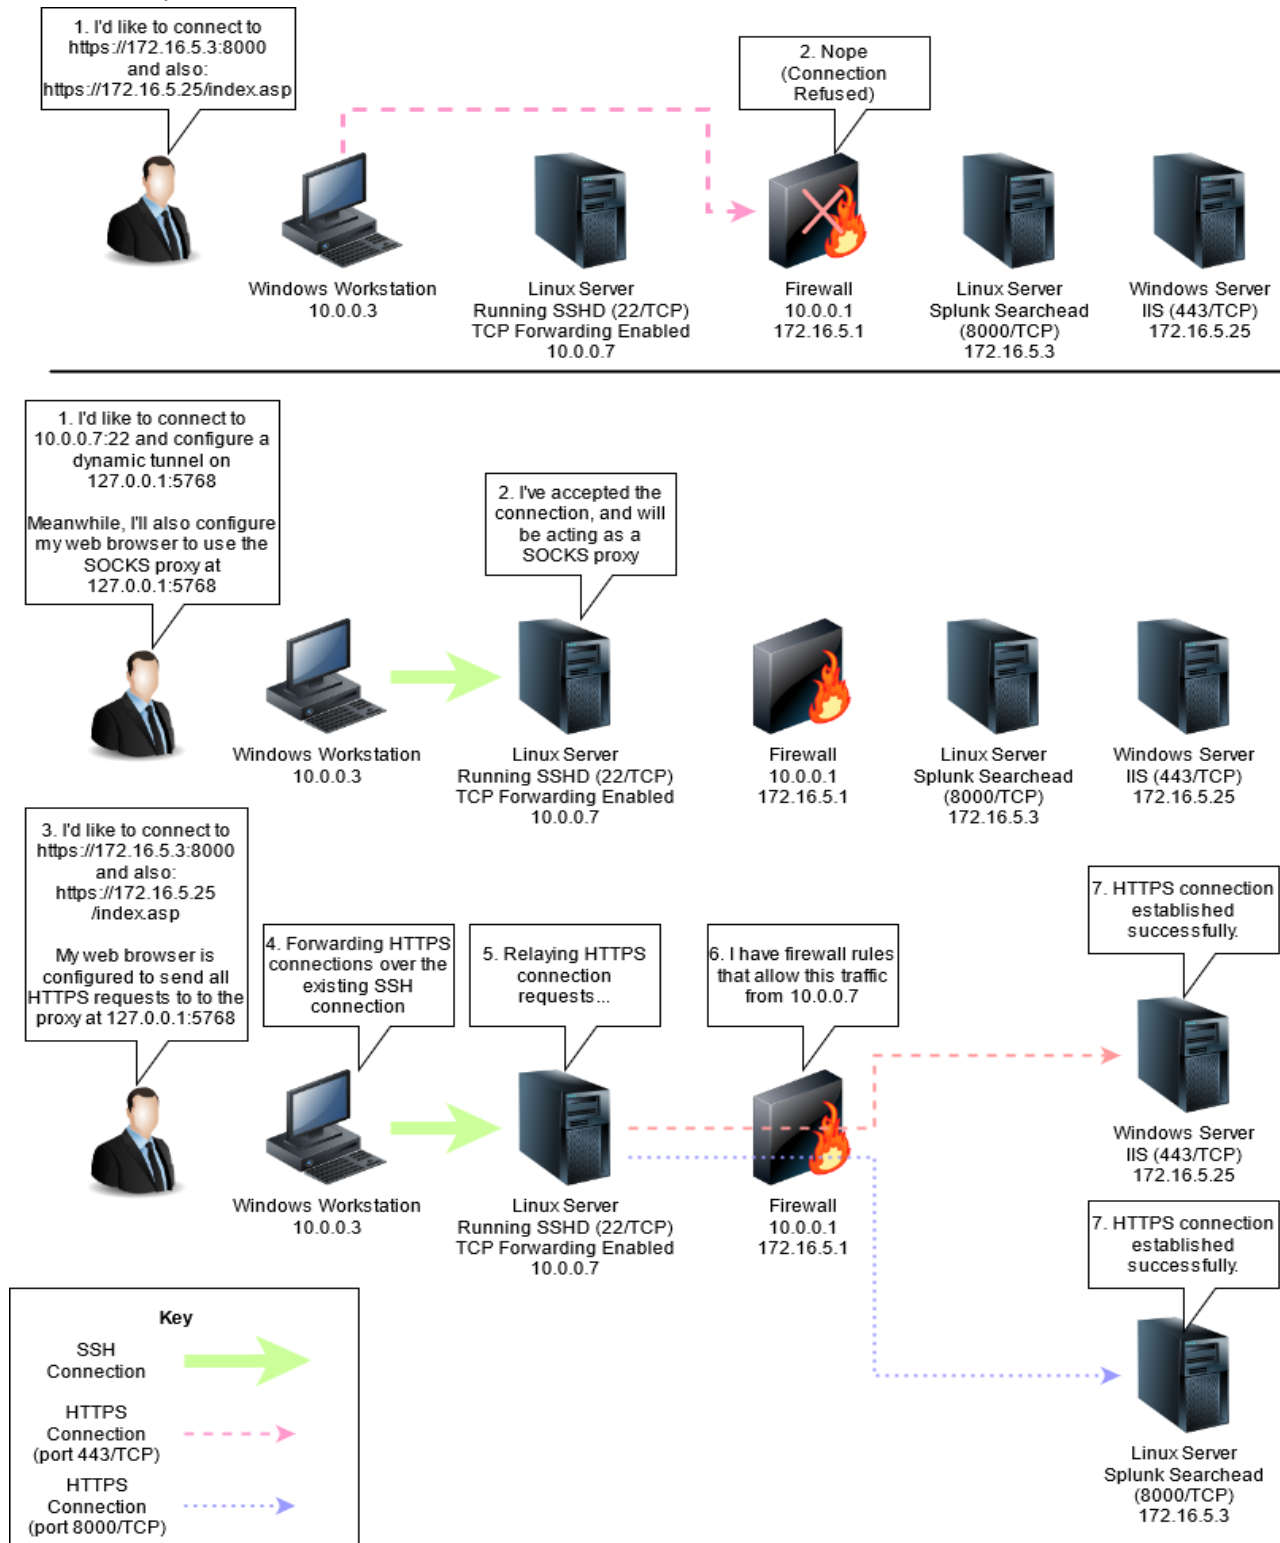 1. I'd like to connect to
https://172.16.5.3:8000
and also:
https://172.16.5.25/index.asp
2. Nope
(Connection
Refused)
Windows Workstation
10.0.0.3
Linux Server
Running SSHD (22/TCP)
TCP Forwarding Enabled
10.0.0.7
Firewall
10.0.0.1
172.16.5.1
Linux Server
Splunk Searchead
(8000/TCP)
172.16.5.3
Windows Server
IIS (443/TCP)
172.16.5.25
1. I'd like to connect to
10.0.0.7:22 and configure a
dynamic tunnel on
127.0.0.1:5768
Meanwhile, I'll also configure
my web browser to use the
SOCKS proxy at
127.0.0.1:5768
2. I've accepted the
connection, and will
be acting as a
SOCKS proxy
Windows Workstation
10.0.0.3
Linux Server
Running SSHD (22/TCP)
TCP Forwarding Enabled
10.0.0.7
Firewall
10.0.0.1
172.16.5.1
Linux Server
Splunk Searchead
(8000/TCP)
172.16.5.3
Windows Server
IIS (443/TCP)
172.16.5.25
3. I'd like to connect to
https://172.16.5.3:8000
and also:
https://172.16.5.25
/index.asp
My web browser is
configured to send all
HTTPS requests to to the
proxy at 127.0.0.1:5768
4. Forwarding HTTPS
connections over the
existing SSH
connection
5. Relaying HTTPS
connection
requests...
6. I have firewall rules
that allow this traffic
from 10.0.0.7
7. HTTPS connection
established
successfully.
Windows Server
IIS (443/TCP)
172.16.5.25
Windows Workstation
10.0.0.3
Linux Server
Running SSHD (22/TCP)
TCP Forwarding Enabled
10.0.0.7
Firewall
10.0.0.1
172.16.5.1
7. HTTPS connection
established
successfully.
Linux Server
Splunk Searchead
(8000/TCP)
172.16.5.3
Key
SSH
Connection
HTTPS
Connection
(port 443/TCP)
HTTPS
Connection
(port 8000/TCP)